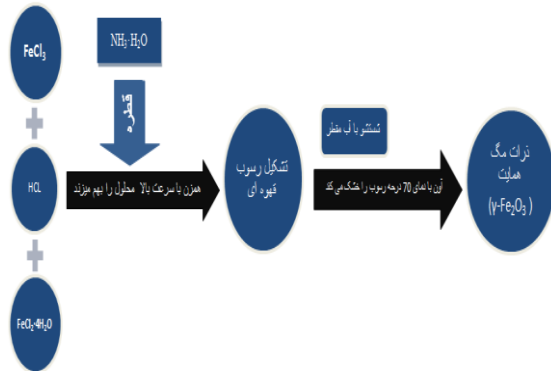 FeCl₃
NH₃·H₂O
قطره
HCL
همزن با سرعت بالا محلول را بهم میزند
تشکیل رسوب
قهوه ای
شستشو با آب مقطر
آون با دمای 70 درجه رسوب را خشک می کند
ذرات مگ
همایت
(γ-Fe₂O₃ )
FeCl₂·4H₂O